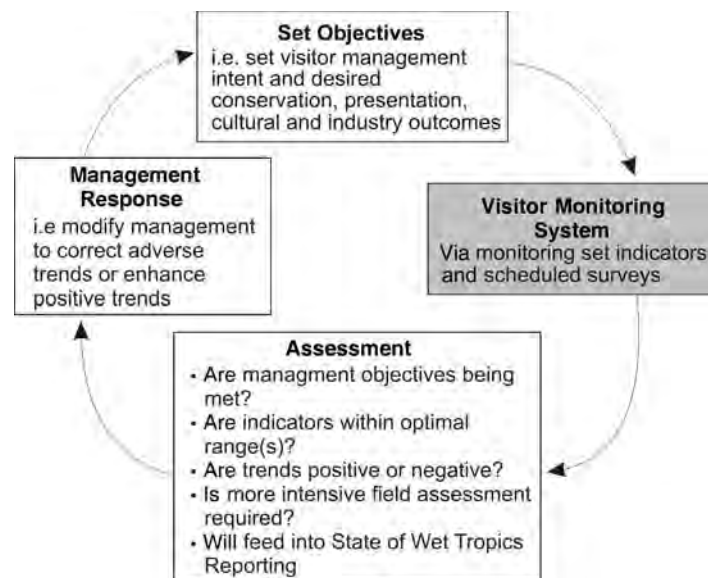 Set Objectives
i.e. set visitor management
intent and desired
conservation, presentation,
cultural and industry outcomes
Visitor Monitoring
System
Via monitoring set indicators
and scheduled surveys
Assessment
• Are managment objectives being
met?
• Are indicators within optimal
range(s)?
• Are trends positive or negative?
• Is more intensive field assessment
required?
• Will feed into State of Wet Tropics
Reporting
Management
Response
i.e modify management
to correct adverse
trends or enhance
positive trends